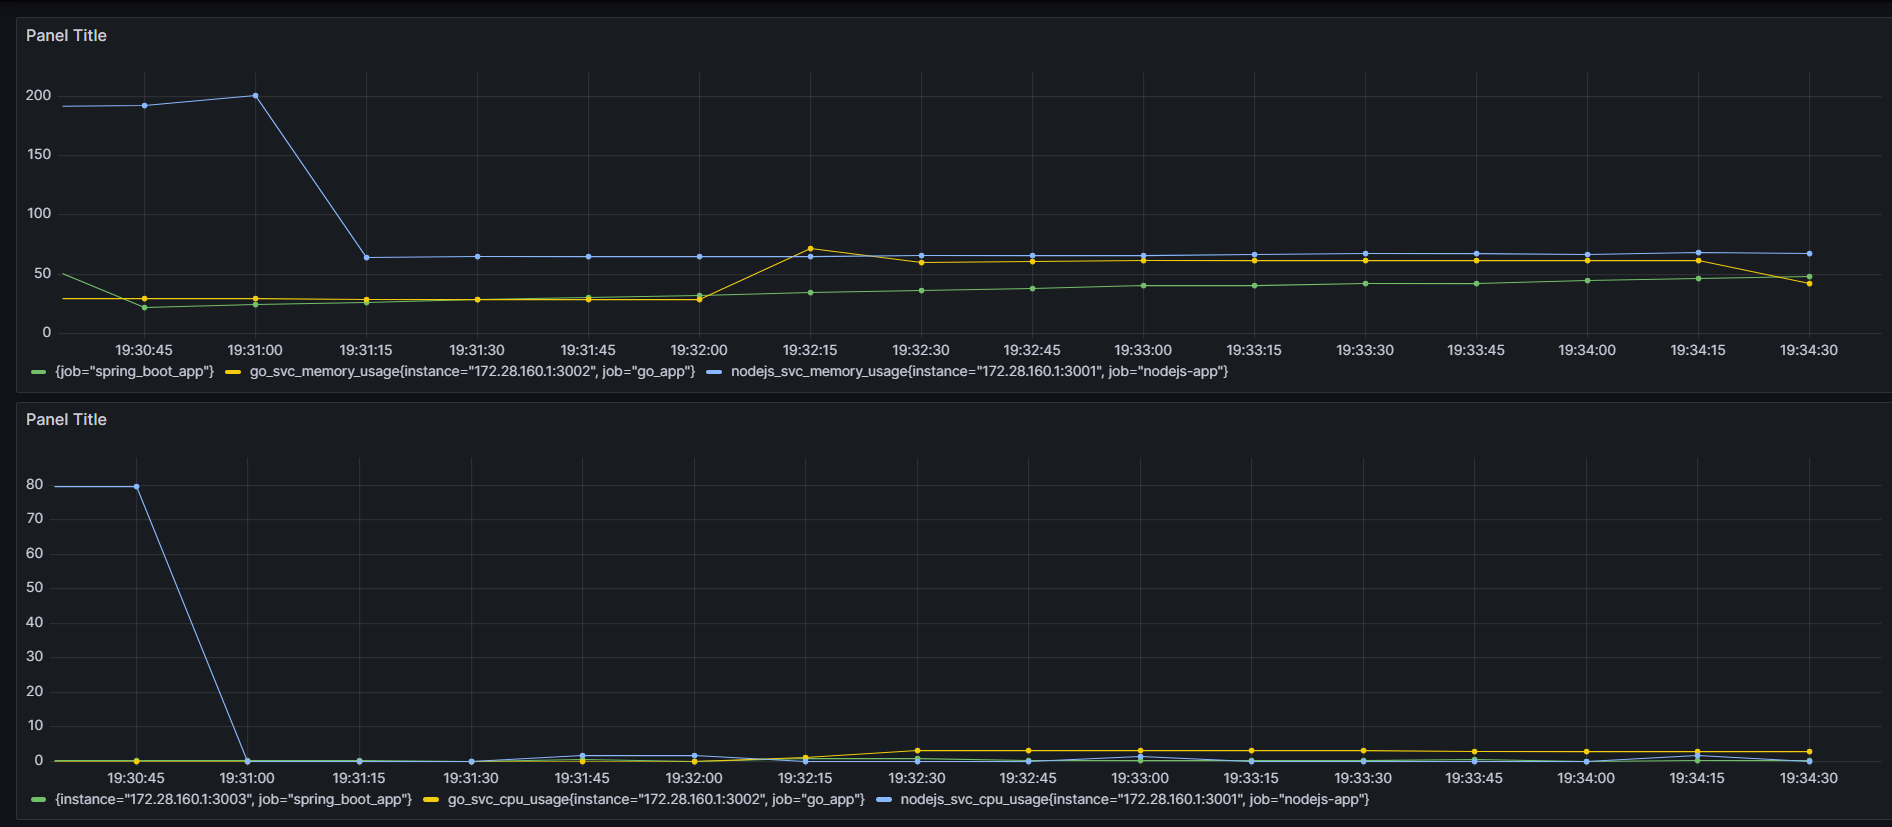 Panel Title
200
150
100
50
0
19:30:45 19:31:00 19:31:15 19:31:30 19:31:45 19:32:00 19:32:15 19:32:30 19:32:45 19:33:00 19:33:15 19:33:30 19:33:45 19:34:00 19:34:15 19:34:30
{job="spring_boot_app"} go_svc_memory_usage{instance="172.28.160.1:3002", job="go_app"} nodejs_svc_memory_usage{instance="172.28.160.1:3001", job="nodejs-app"}
Panel Title
80
70
60
50
40
30
20
10
0
19:30:45 19:31:00 19:31:15 19:31:30 19:31:45 19:32:00 19:32:15 19:32:30 19:32:45 19:33:00 19:33:15 19:33:30 19:33:45 19:34:00 19:34:15 19:34:30
{instance="172.28.160.1:3003", job="spring_boot_app"} go_svc_cpu_usage{instance="172.28.160.1:3002", job="go_app"} nodejs_svc_cpu_usage{instance="172.28.160.1:3001", job="nodejs-app"}